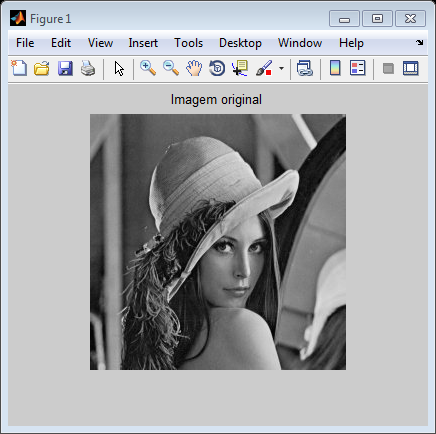 Figure 1
File Edit View Insert Tools Desktop Window Help
Imagem original